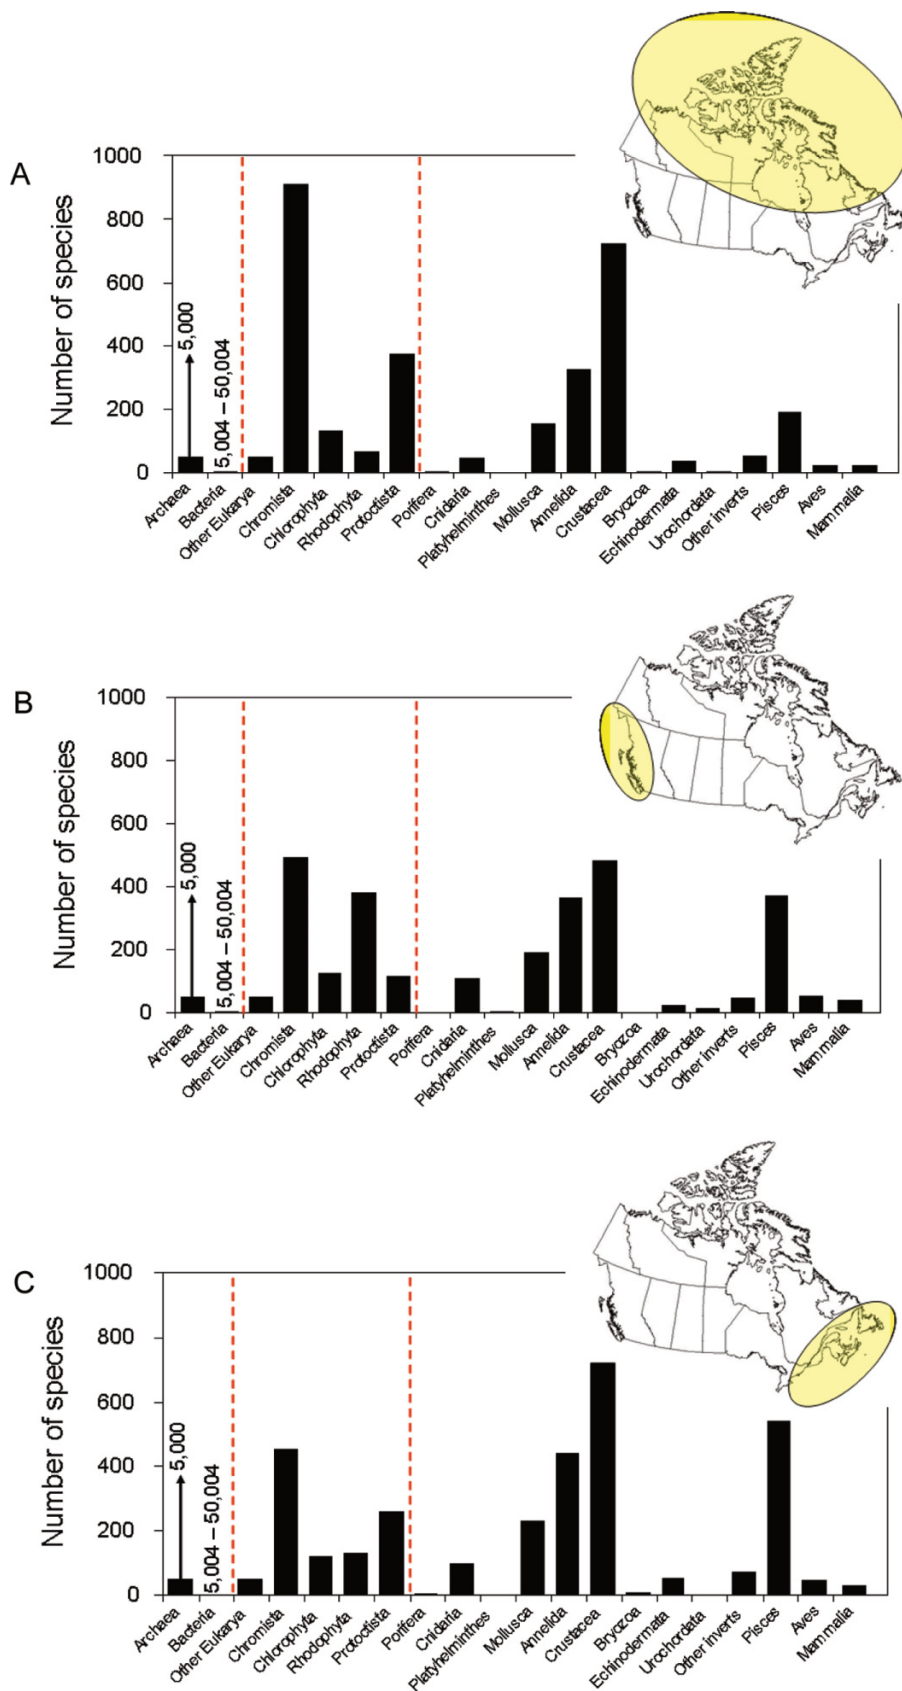 A
Number of species
1000
800
600
400
200
0
5,000
5,004 – 50,004
Archaea
Bacteria
Other Eukarya
Chromista
Chlorophyta
Rhodophyta
Protoctista
Porifera
Cnidaria
Platyhelminthes
Mollusca
Annelida
Crustacea
Bryozoa
Echinodermata
Urochordata
Other inverts
Pisces
Aves
Mammalia
B
Number of species
1000
800
600
400
200
0
5,000
5,004 – 50,004
Archaea
Bacteria
Other Eukarya
Chromista
Chlorophyta
Rhodophyta
Protoctista
Porifera
Cnidaria
Platyhelminthes
Mollusca
Annelida
Crustacea
Bryozoa
Echinodermata
Urochordata
Other inverts
Pisces
Aves
Mammalia
C
Number of species
1000
800
600
400
200
0
5,000
5,004 – 50,004
Archaea
Bacteria
Other Eukarya
Chromista
Chlorophyta
Rhodophyta
Protoctista
Porifera
Cnidaria
Platyhelminthes
Mollusca
Annelida
Crustacea
Bryozoa
Echinodermata
Urochordata
Other inverts
Pisces
Aves
Mammalia